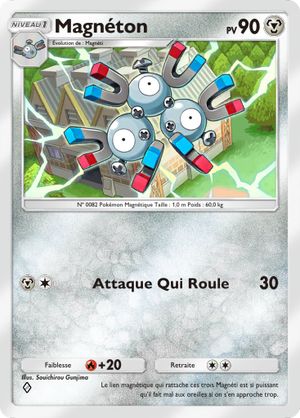 NIVEAU 1
Magnéton
PV 90
Évolution de : Magnéti
N° 0082 Pokémon Magnétique Taille : 1.0 m Poids : 60,0 kg
Attaque Qui Roule 30
Faiblesse +20 Retraite
Illus. Souichirou Gunjima
Le lien magnétique qui rattache ces trois Magnéti est si puissant
qu'il fait mal aux oreilles si on s'en approche trop.